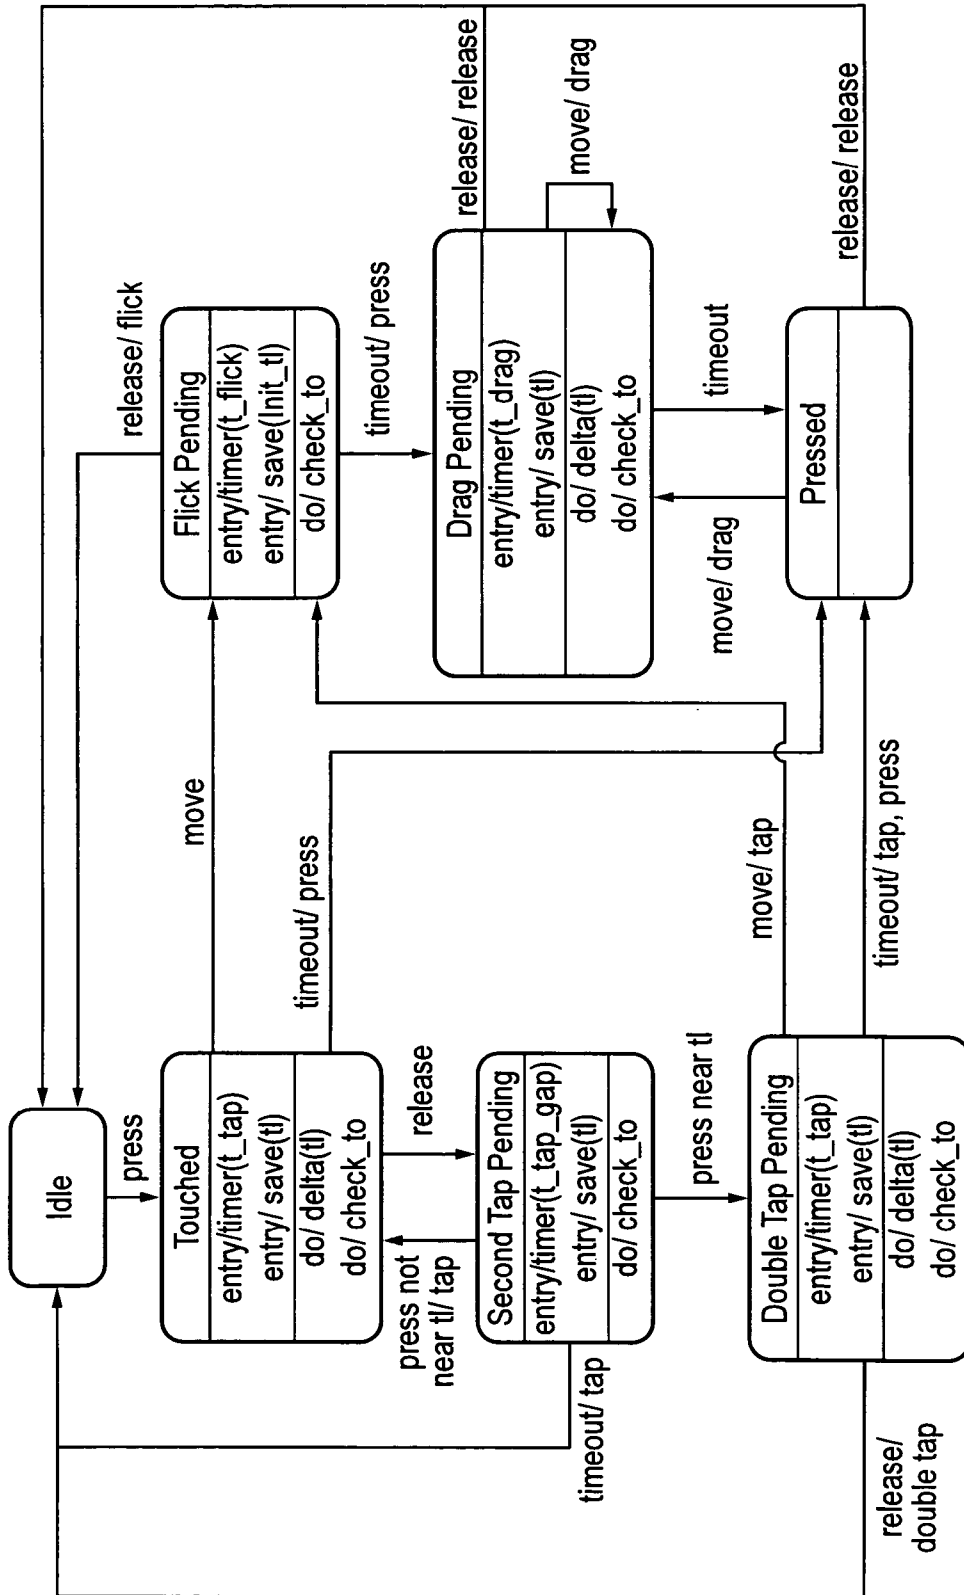 Idle
press
Touched
entry/timer(t_tap)
entry/ save(tl)
do/ delta(tl)
do/ check_to
move
timeout/ press
release
press not
near tl/ tap
Second Tap Pending
entry/timer(t_tap_gap)
entry/ save(tl)
do/ check_to
timeout/ tap
press near tl
Double Tap Pending
entry/timer(t_tap)
entry/ save(tl)
do/ delta(tl)
do/ check_to
release/
double tap
move/ tap
timeout/ tap, press
Flick Pending
entry/timer(t_flick)
entry/ save(Init_tl)
do/ check_to
release/ flick
timeout/ press
Drag Pending
entry/timer(t_drag)
entry/ save(tl)
do/ delta(tl)
do/ check_to
release/ release
move/ drag
move/ drag
timeout
Pressed
release/ release